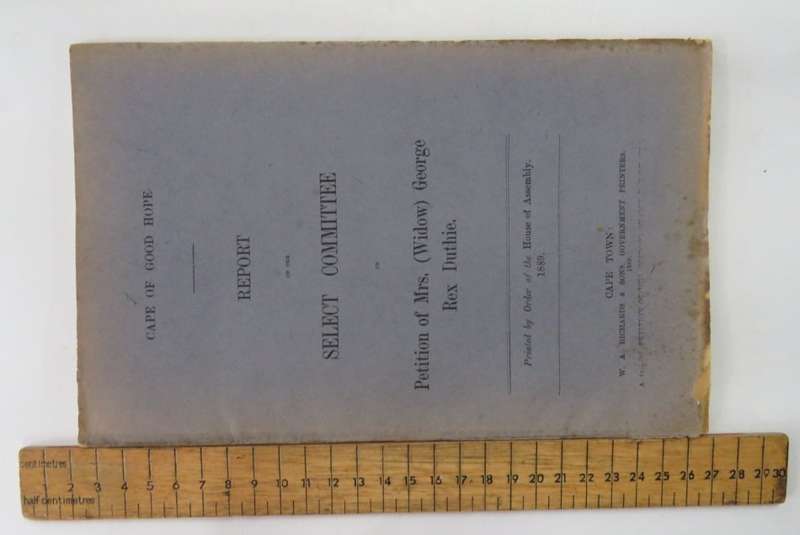 CAPE OF GOOD HOPE
REPORT
OF THE
SELECT COMMITTEE
ON
Petition of Mrs. (Widow) George
Rex Duthie.
Printed by Order of the House of Assembly.
1889.
CAPE TOWN:
W. A. RICHARDS & SONS, GOVERNMENT PRINTERS.
1889.
centimetres
1 2 3 4 5 6 7 8 9 10 11 12 13 14 15 16 17 18 19 20 21 22 23 24 25 26 27 28 29 30
half centimetres